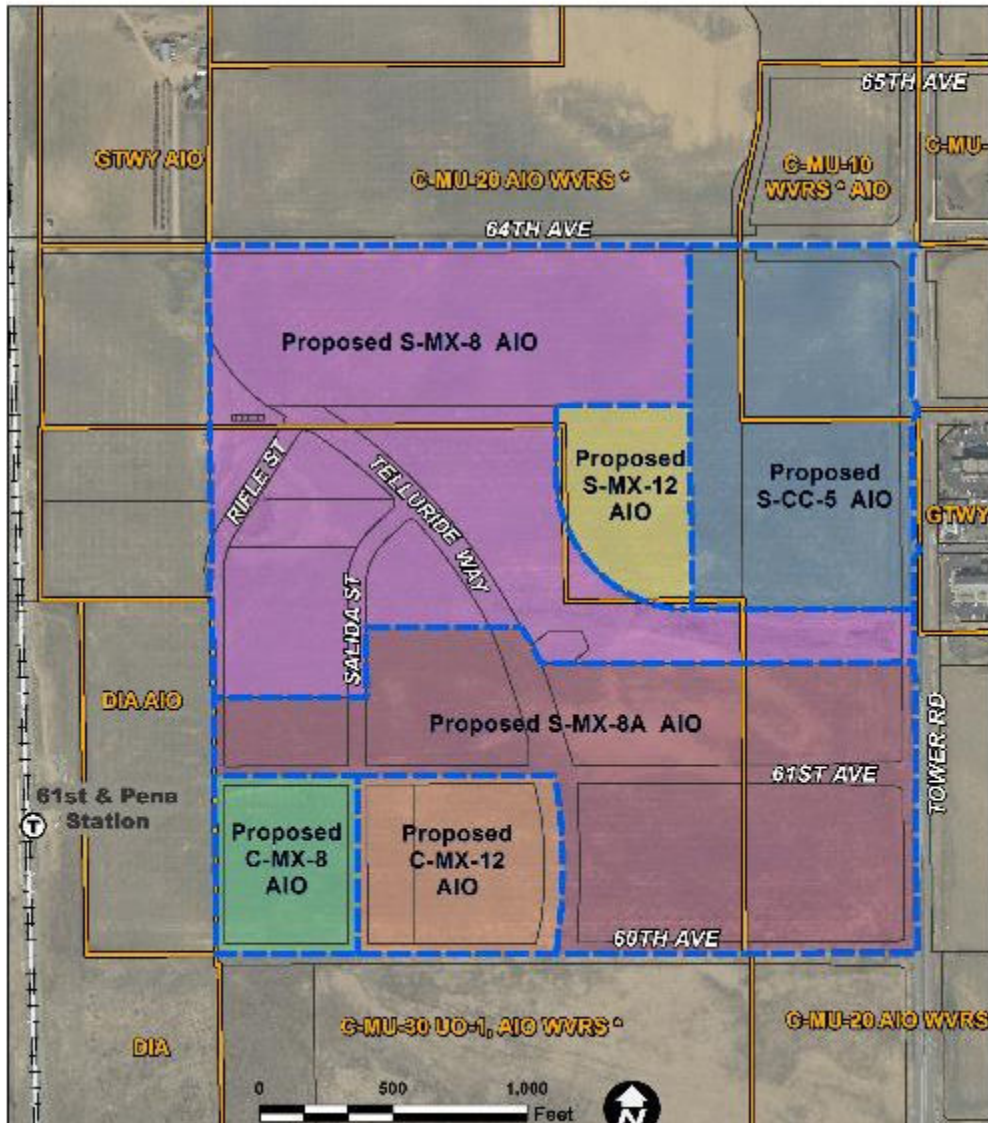 65TH AVE
GTWY AIO
C-MU-20 AIO WVRS *
C-MU-10
WVRS * AIO
C-MU-
64TH AVE
Proposed S-MX-8 AIO
Proposed
S-MX-12
AIO
Proposed
S-CC-5 AIO
RIFLE ST
TELLURIDE WAY
GTWY
SALIDA ST
DIA AIO
Proposed S-MX-8A AIO
TOWER RD
61ST AVE
61st & Pena
Station
T
Proposed
C-MX-8
AIO
Proposed
C-MX-12
AIO
60TH AVE
C-MU-30 UO-1, AIO WVRS *
C-MU-20 AIO WVRS
DIA
0 500 1,000
Feet
N